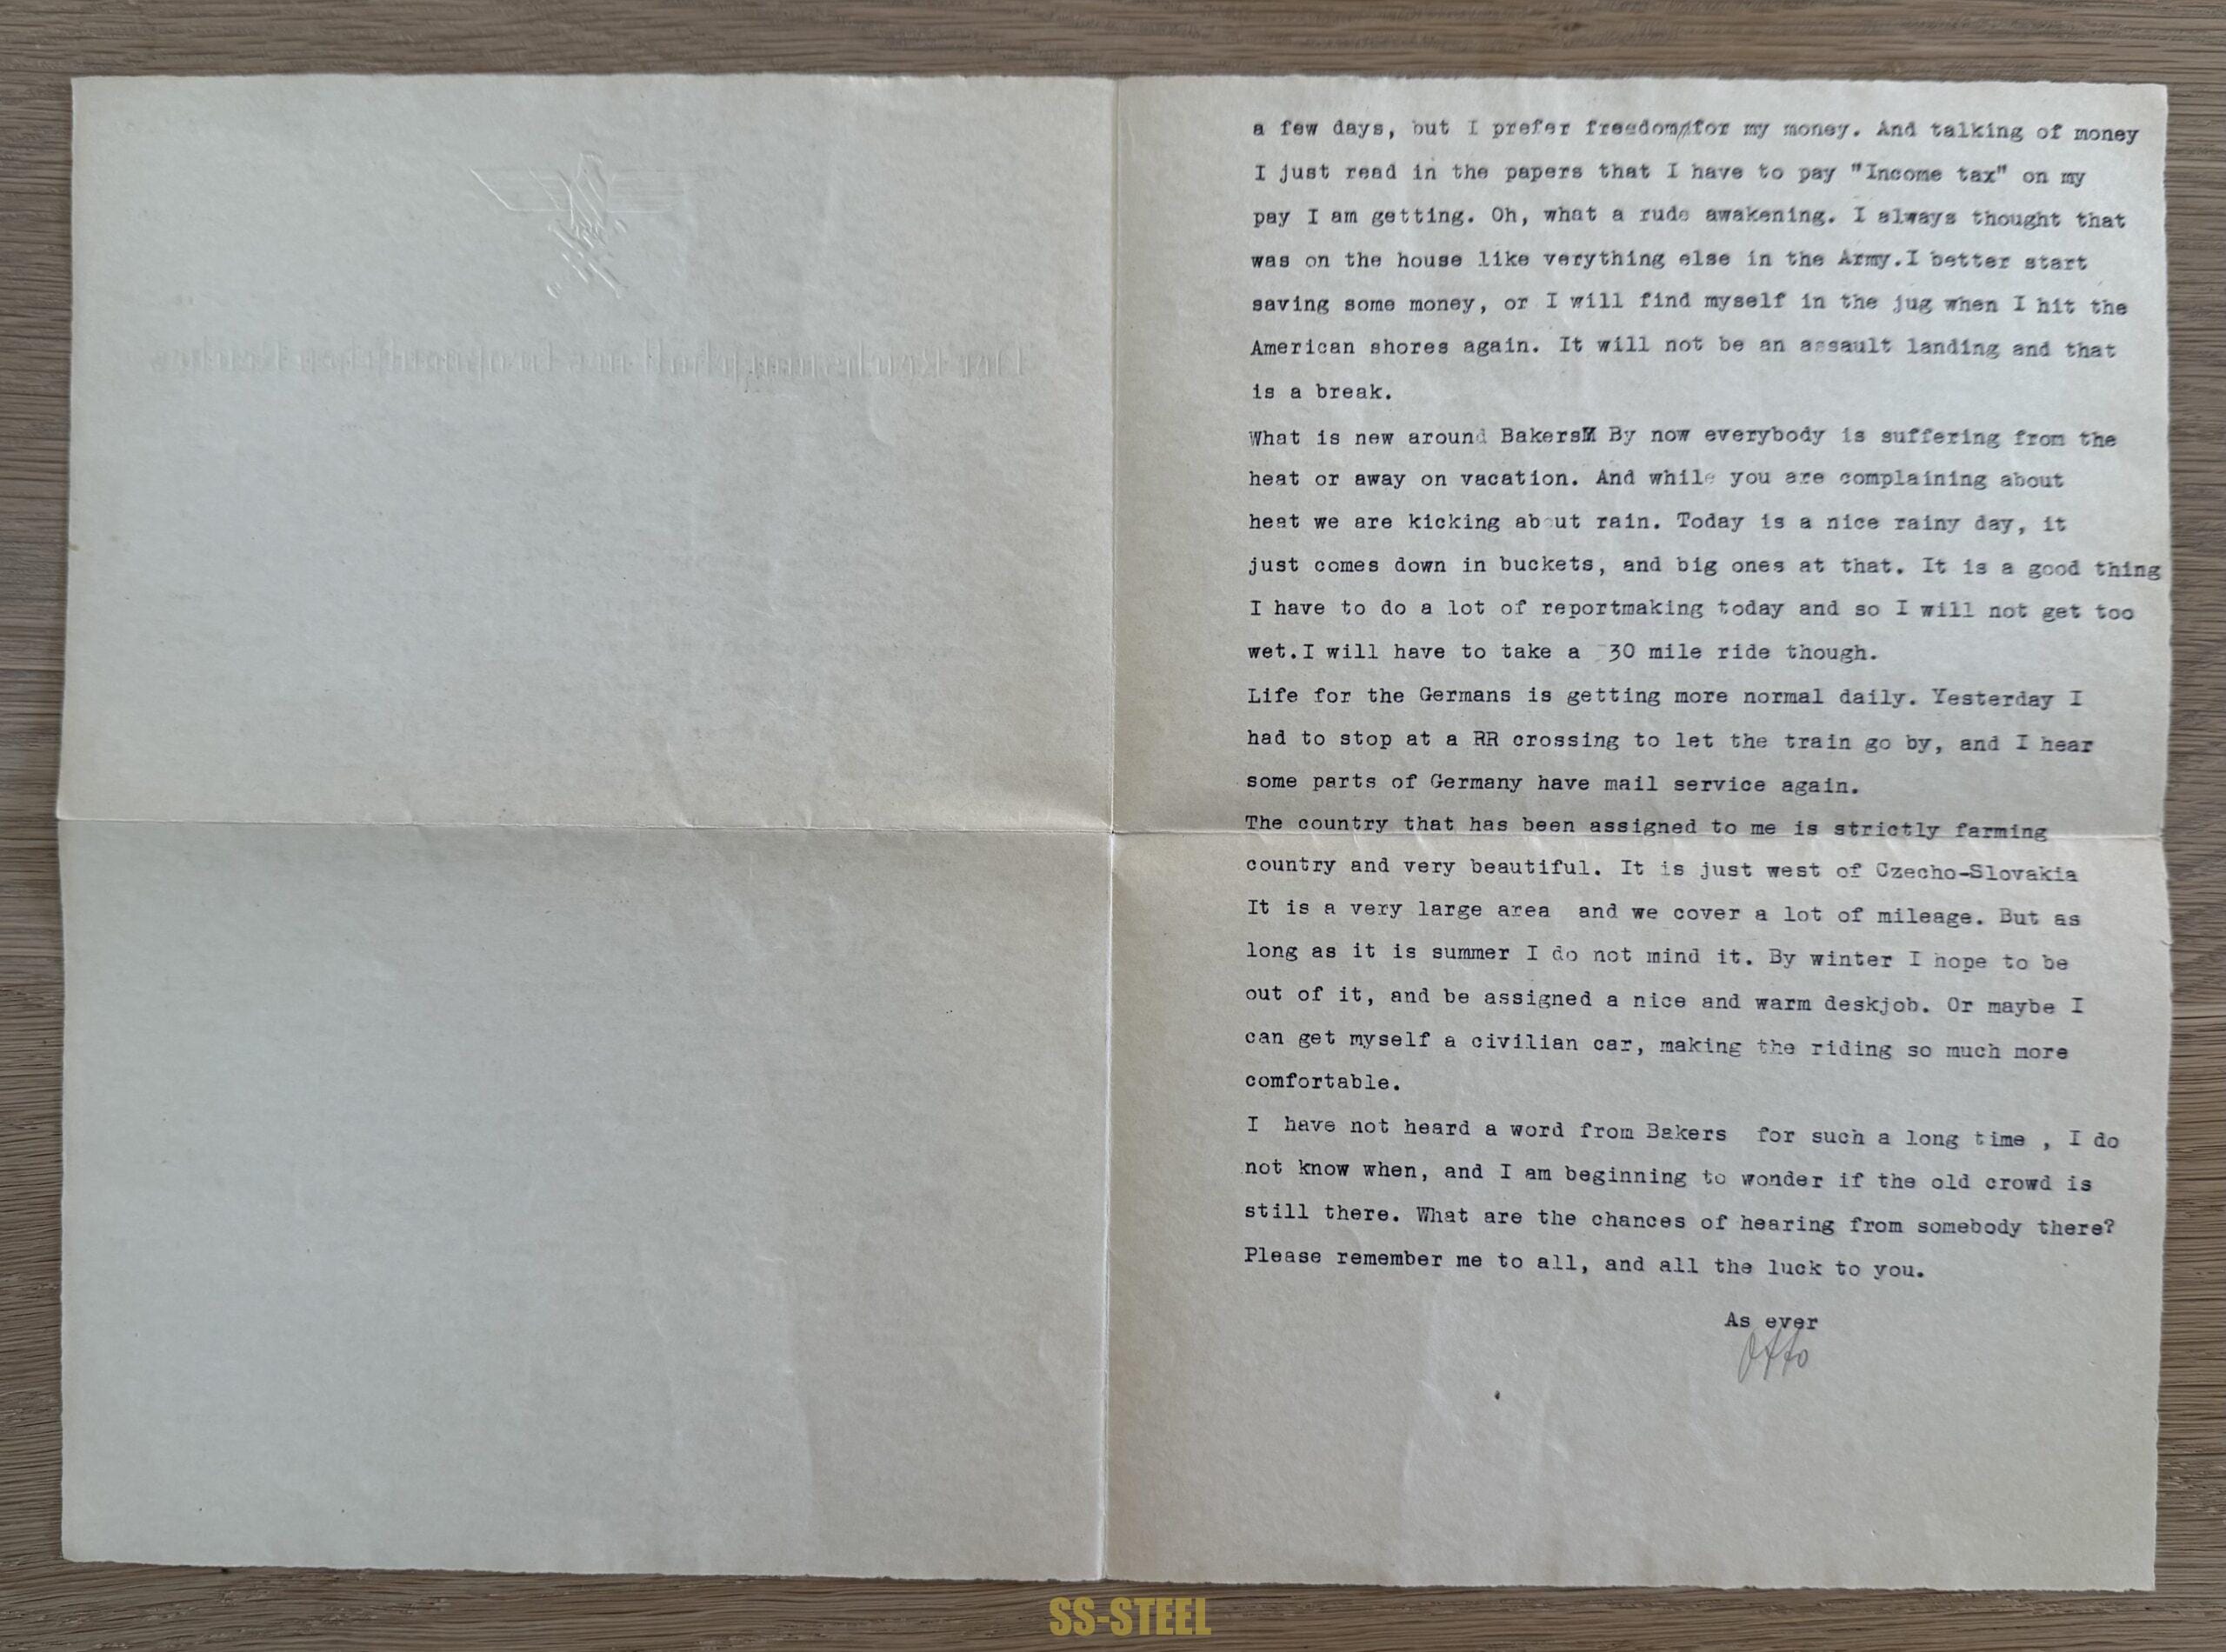 a few days, but I prefer freedom/for my money. And talking of money
I just read in the papers that I have to pay "Income tax" on my
pay I am getting. Oh, what a rude awakening. I always thought that
was on the house like verything else in the Army.I better start
saving some money, or I will find myself in the jug when I hit the
American shores again. It will not be an assault landing and that
is a break.
What is new around Bakers By now everybody is suffering from the
heat or away on vacation. And while you are complaining about
heat we are kicking about rain. Today is a nice rainy day, it
just comes down in buckets, and big ones at that. It is a good thing
I have to do a lot of reportmaking today and so I will not get too
wet.I will have to take a 30 mile ride though.
Life for the Germans is getting more normal daily. Yesterday I
had to stop at a RR crossing to let the train go by, and I hear
some parts of Germany have mail service again.
The country that has been assigned to me is strictly farming
country and very beautiful. It is just west of Czecho-Slovakia
It is a very large area and we cover a lot of mileage. But as
long as it is summer I do not mind it. By winter I hope to be
out of it, and be assigned a nice and warm deskjob. Or maybe I
can get myself a civilian car, making the riding so much more
comfortable.
I have not heard a word from Bakers for such a long time , I do
not know when, and I am beginning to wonder if the old crowd is
still there. What are the chances of hearing from somebody there?
Please remember me to all, and all the luck to you.
As ever
Otto
SS-STEEL